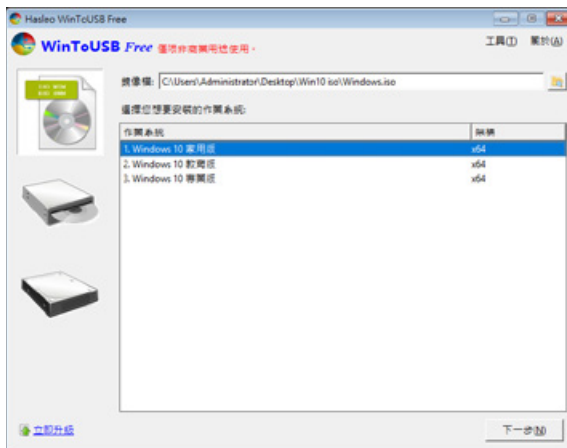 Hasleo WinToUSB Free
WinToUSB Free 僅限非商業用途使用。
工具(T) 關於(A)
映像檔: C:\Users\Administrator\Desktop\Win10 iso\Windows.iso
選擇您想要安裝的作業系統:
作業系統 架構
1. Windows 10 家用版 x64
2. Windows 10 教育版 x64
3. Windows 10 專業版 x64
立即升級
下一步(N)